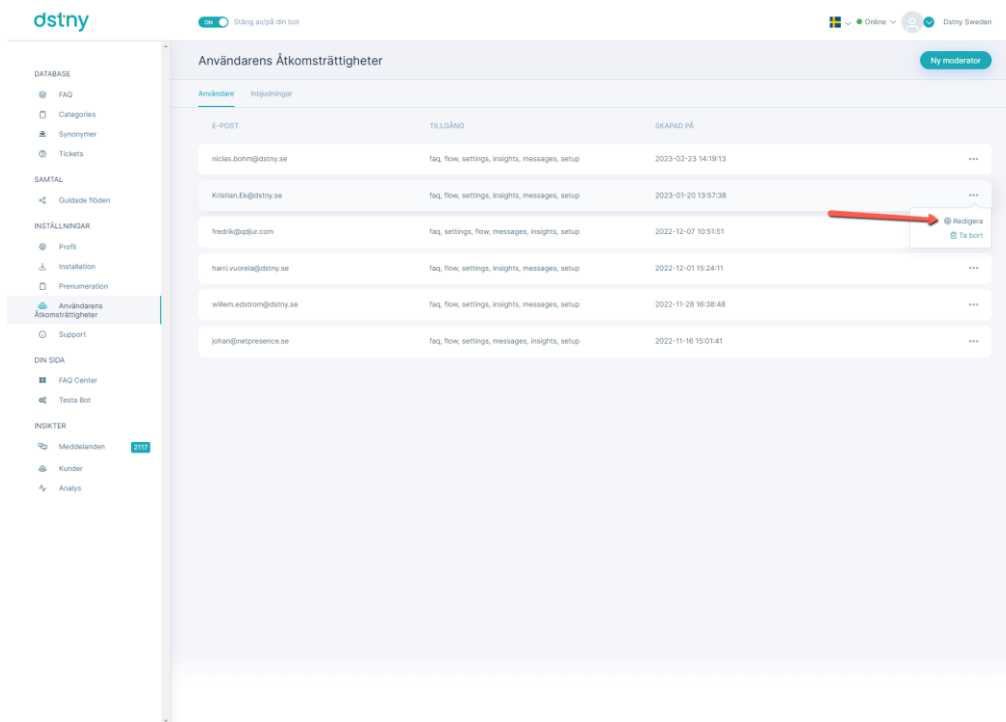 dstny
ON Stäng av/på din bot
Online
Dstny Sweden
DATABASE
FAQ
Categories
Synonymer
Tickets
SAMTAL
Guidade flöden
INSTÄLLNINGAR
Profil
Installation
Prenumeration
Användarens
Åtkomsträttigheter
Support
DIN SIDA
FAQ Center
Testa Bot
INSIKTER
Meddelanden 2117
Kunder
Analys
Användarens Åtkomsträttigheter
Ny moderator
Användare Inbjudningar
E-POST TILLGÅNG SKAPAD PÅ
niclas.bohm@dstny.se faq, flow, settings, insights, messages, setup 2023-02-23 14:19:13
Kristian.Ek@dstny.se faq, flow, settings, insights, messages, setup 2023-01-20 13:57:38
Redigera
Ta bort
fredrik@qdjur.com faq, settings, flow, messages, insights, setup 2022-12-07 10:51:51
harri.vuorela@dstny.se faq, flow, settings, insights, messages, setup 2022-12-01 15:24:11
willem.edstrom@dstny.se faq, flow, settings, insights, messages, setup 2022-11-28 16:38:48
johan@netpresence.se faq, flow, settings, messages, insights, setup 2022-11-16 15:01:41